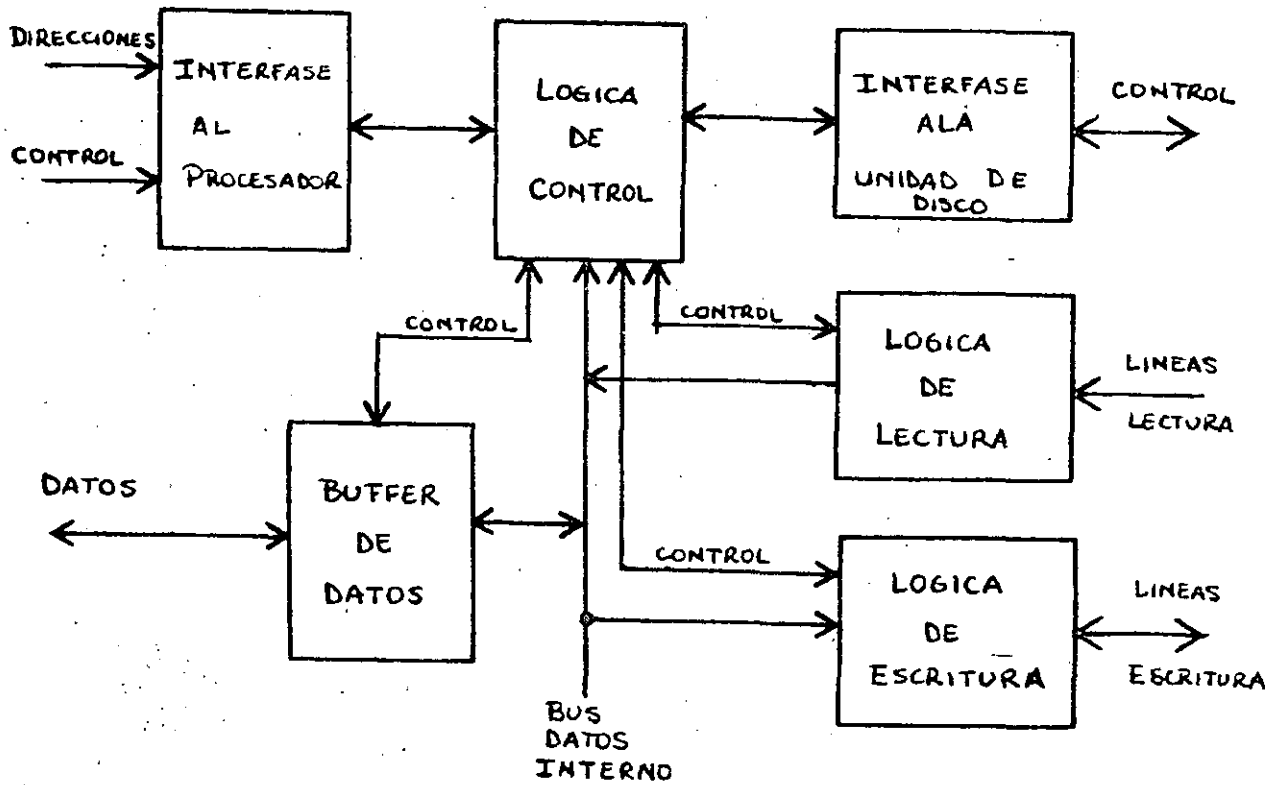 DIRECCIONES
CONTROL
INTERFASE
AL
PROCESADOR
LOGICA
DE
CONTROL
INTERFASE
ALA
UNIDAD DE
DISCO
CONTROL
CONTROL
CONTROL
LOGICA
DE
LECTURA
LINEAS
LECTURA
DATOS
BUFFER
DE
DATOS
CONTROL
LOGICA
DE
ESCRITURA
LINEAS
ESCRITURA
BUS
DATOS
INTERNO